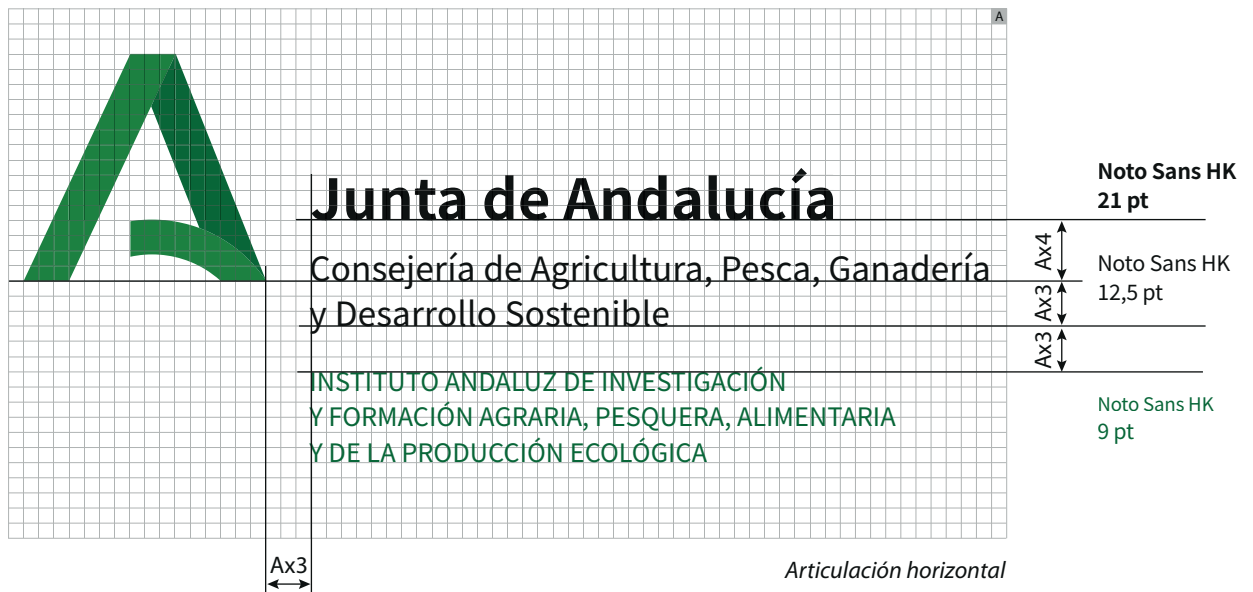 A
Junta de Andalucía
Consejería de Agricultura, Pesca, Ganadería
y Desarrollo Sostenible
INSTITUTO ANDALUZ DE INVESTIGACIÓN
Y FORMACIÓN AGRARIA, PESQUERA, ALIMENTARIA
Y DE LA PRODUCCIÓN ECOLÓGICA
Noto Sans HK
21 pt
Ax4
Noto Sans HK
12,5 pt
Ax3
Ax3
Noto Sans HK
9 pt
Ax3
Articulación horizontal